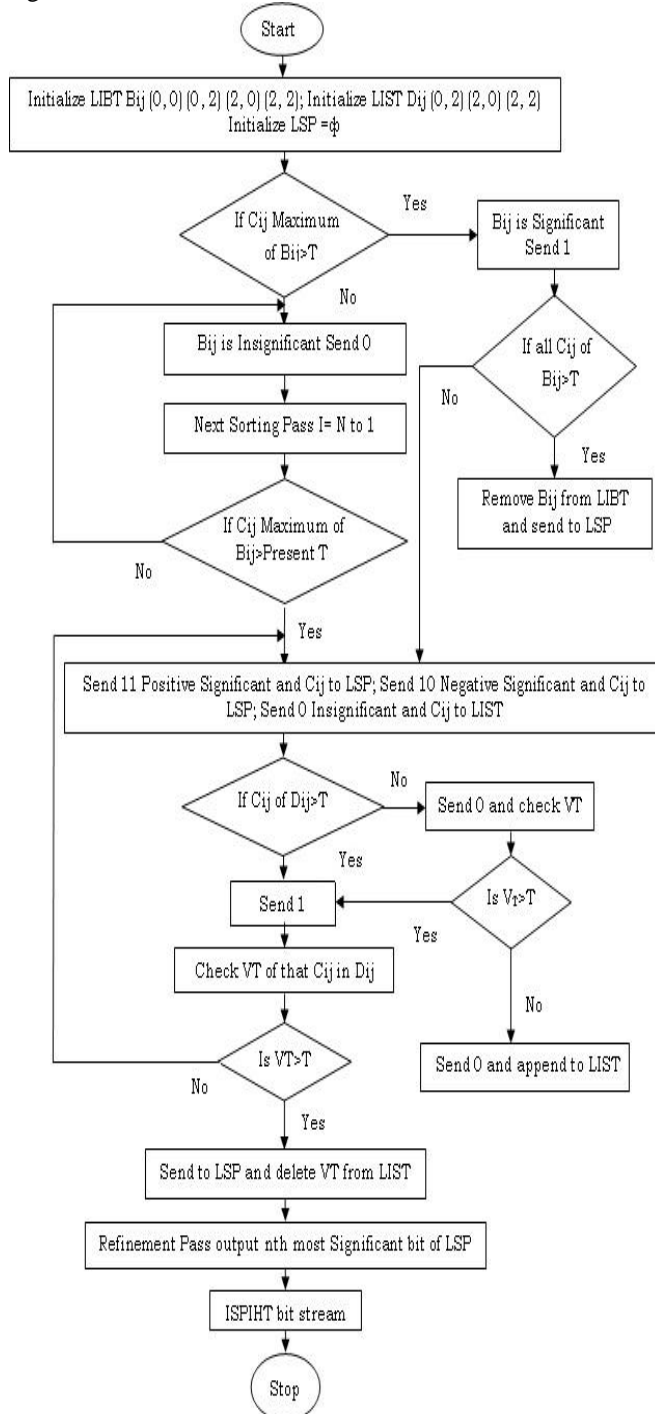 Start
Initialize LIBT Bij (0, 0) (0, 2) (2, 0) (2, 2); Initialize LIST Dij (0, 2) (2, 0) (2, 2)
Initialize LSP =ф
If Cij Maximum
of Bij>T
Yes
Bij is Significant
Send 1
No
Bij is Insignificant Send 0
If all Cij of
Bij>T
No
Next Sorting Pass I= N to 1
Yes
Remove Bij from LIBT
and send to LSP
If Cij Maximum of
Bij>Present T
No
Yes
Send 11 Positive Significant and Cij to LSP; Send 10 Negative Significant and Cij to
LSP; Send 0 Insignificant and Cij to LIST
If Cij of Dij>T
No
Send 0 and check VT
Yes
Send 1
Is VT>T
Yes
Check VT of that Cij in Dij
No
Is VT>T
No
Send 0 and append to LIST
Yes
Send to LSP and delete VT from LIST
Refinement Pass output nth most Significant bit of LSP
ISPIHT bit stream
Stop